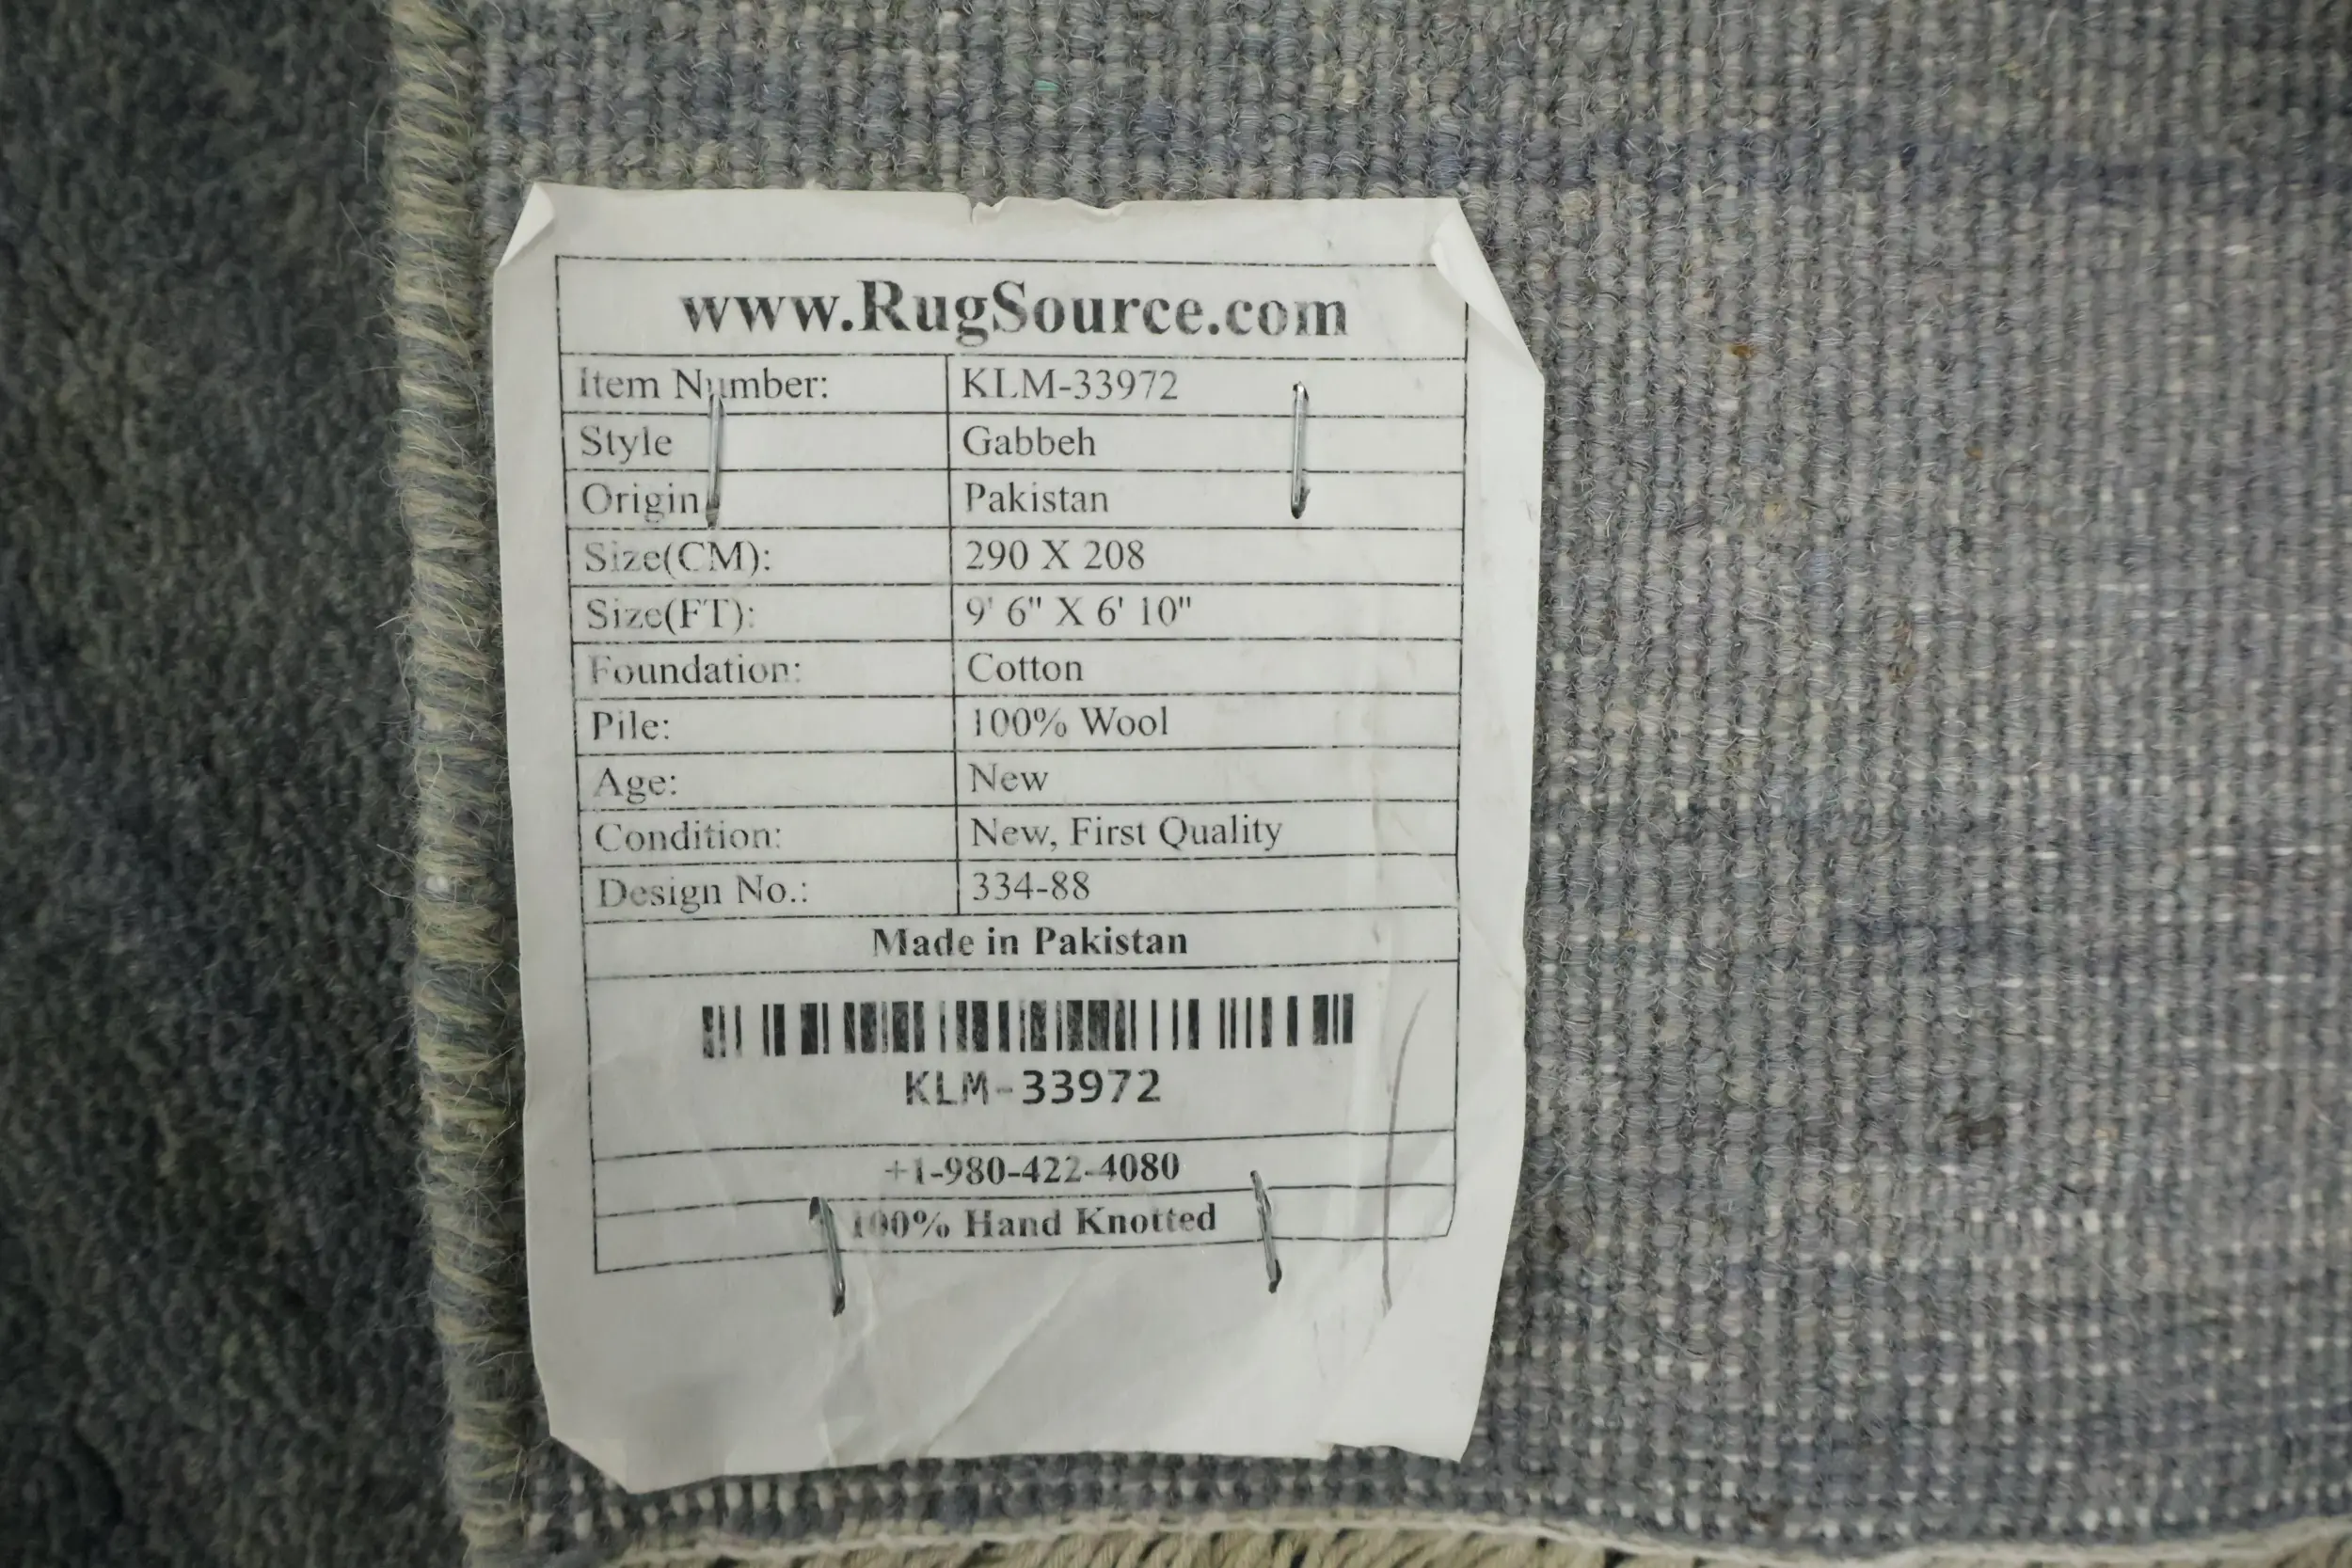 www.RugSource.com
Item Number: KLM-33972
Style Gabbeh
Origin Pakistan
Size(CM): 290 X 208
Size(FT): 9' 6" X 6' 10"
Foundation: Cotton
Pile: 100% Wool
Age: New
Condition: New, First Quality
Design No.: 334-88
Made in Pakistan
KLM-33972
+1-980-422-4080
100% Hand Knotted